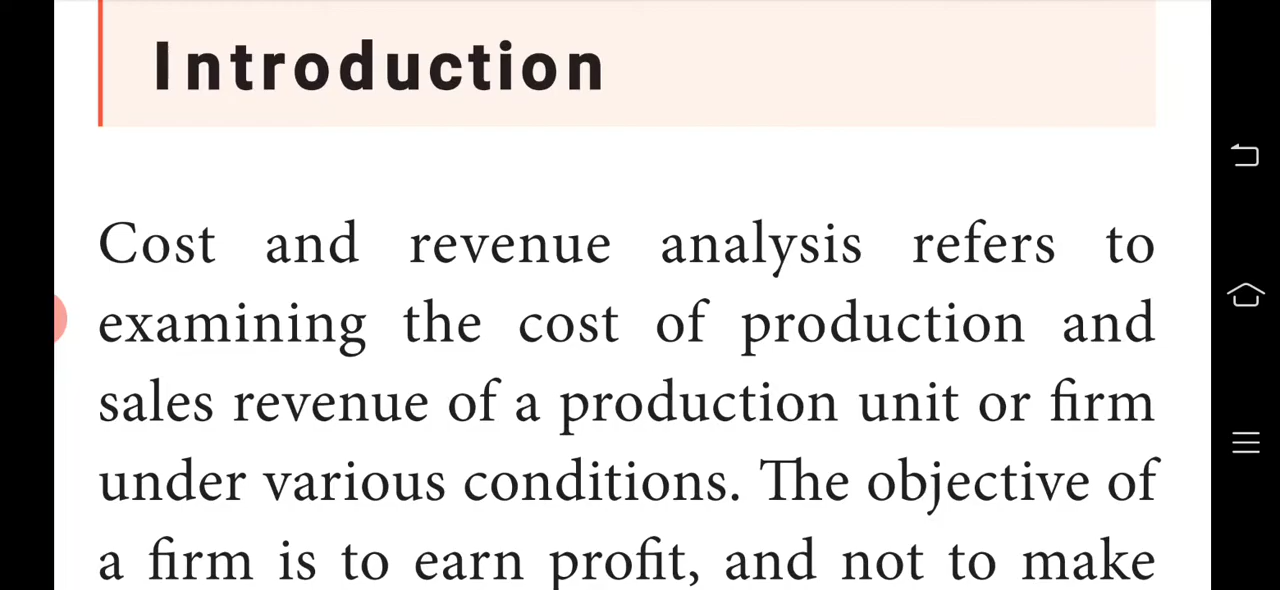 Introduction
Cost and revenue analysis refers to
examining the cost of production and
sales revenue of a production unit or firm
under various conditions. The objective of
a firm is to earn profit, and not to make